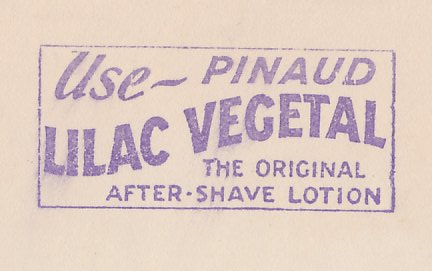 Use~ PINAUD
LILAC VEGETAL
THE ORIGINAL
AFTER-SHAVE LOTION